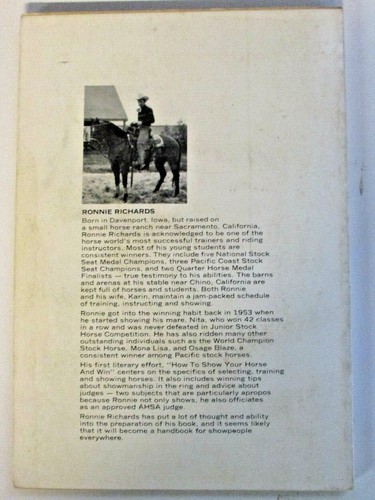 RONNIE RICHARDS
Born in Davenport, Iowa, but raised on
a small horse ranch near Sacramento, California,
Ronnie Richards is acknowledged to be one of the
horse world's most successful trainers and riding
instructors. Most of his young students are
consistent winners. They include five National Stock
Seat Medal Champions, three Pacific Coast Stock
Seat Champions, and two Quarter Horse Medal
Finalists — true testimony to his abilities. The barns
and arenas at his stable near Chino, California are
kept full of horses and students. Both Ronnie
and his wife, Karin, maintain a jam-packed schedule
of training, instructing and showing.
Ronnie got into the winning habit back in 1953 when
he started showing his mare, Nita, who won 42 classes
in a row and was never defeated in Junior Stock
Horse Competition. He has also ridden many other
outstanding individuals such as the World Champion
Stock Horse, Mona Lisa, and Osage Blaze, a
consistent winner among Pacific stock horses.
His first literary effort, "How To Show Your Horse
And Win" centers on the specifics of selecting, training
and showing horses. It also includes winning tips
about showmanship in the ring and advice about
judges — two subjects that are particularly apropos
because Ronnie not only shows, he also officiates
as an approved AHSA judge.
Ronnie Richards has put a lot of thought and ability
into the preparation of his book, and it seems likely
that it will become a handbook for showpeople
everywhere.